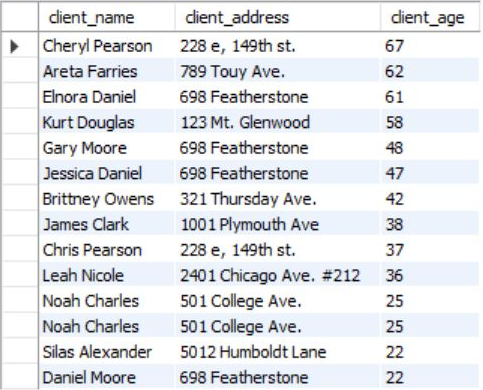 client_name client_address client_age
Cheryl Pearson 228 e, 149th st. 67
Areta Farries 789 Touy Ave. 62
Elnora Daniel 698 Featherstone 61
Kurt Douglas 123 Mt. Glenwood 58
Gary Moore 698 Featherstone 48
Jessica Daniel 698 Featherstone 47
Brittney Owens 321 Thursday Ave. 42
James Clark 1001 Plymouth Ave 38
Chris Pearson 228 e, 149th st. 37
Leah Nicole 2401 Chicago Ave. #212 36
Noah Charles 501 College Ave. 25
Noah Charles 501 College Ave. 25
Silas Alexander 5012 Humboldt Lane 22
Daniel Moore 698 Featherstone 22